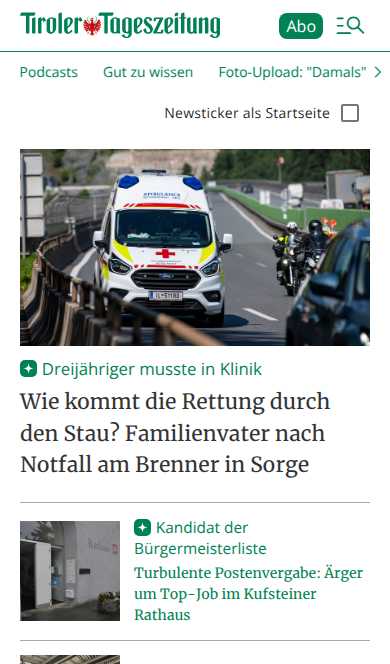 Tiroler Tageszeitung
Abo
Podcasts Gut zu wissen Foto-Upload: "Damals"
Newsticker als Startseite
AMBULANCE
Dreijähriger musste in Klinik
Wie kommt die Rettung durch
den Stau? Familienvater nach
Notfall am Brenner in Sorge
Kandidat der
Bürgermeisterliste
Turbulente Postenvergabe: Ärger
um Top-Job im Kufsteiner
Rathaus